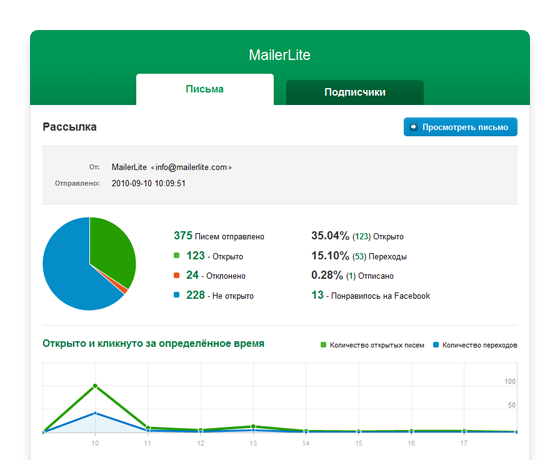 MailerLite
Письма
Подписчики
Рассылка
Просмотреть письмо
От: MailerLite <info@mailerlite.com>
Отправлено: 2010-09-10 10:09:51
375 Писем отправлено
35.04% (123) Открыто
123 - Открыто
15.10% (53) Переходы
24 - Отклонено
0.28% (1) Отписано
228 - Не открыто
13 - Понравилось на Facebook
Открыто и кликнуто за определённое время
Количество открытых писем
Количество переходов
100
50
10 11 12 13 14 15 16 17